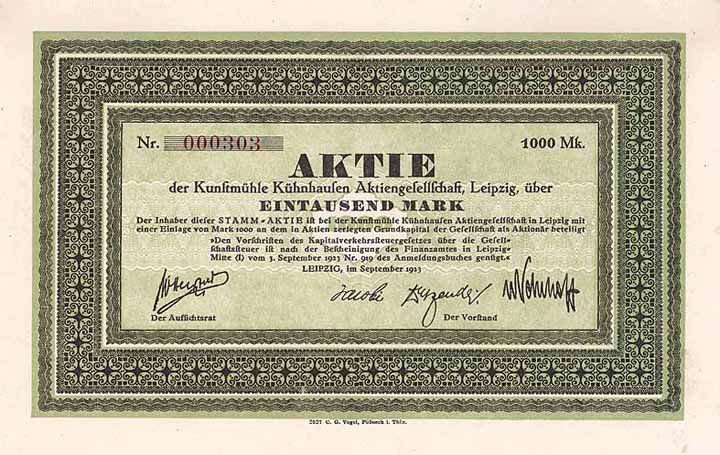 Nr. 000303 1000 Mk.
AKTIE
der Kunſtmühle Kühnhauſen Aktiengeſellſchaft, Leipzig, über
EINTAUSEND MARK
Der Inhaber dieſer STAMM-AKTIE iſt bei der Kunſtmühle Kühnhauſen Aktiengeſellſchaft in Leipzig mit
einer Einlage von Mark 1000 an dem in Aktien zerlegten Grundkapital der Geſellſchaft als Aktionär beteiligt
»Den Vorſchriften des Kapitalverkehrsſteuergeſetzes über die Geſell-
ſchaftsſteuer iſt nach der Beſcheinigung des Finanzamtes in Leipzig-
Mitte (I) vom 3. September 1923 Nr. 919 des Anmeldungsbuches genügt.«
LEIPZIG, im September 1923
Jacobi
Der Aufſichtsrat Der Vorſtand
2827 C. G. Vogel, Pößneck i. Thür.